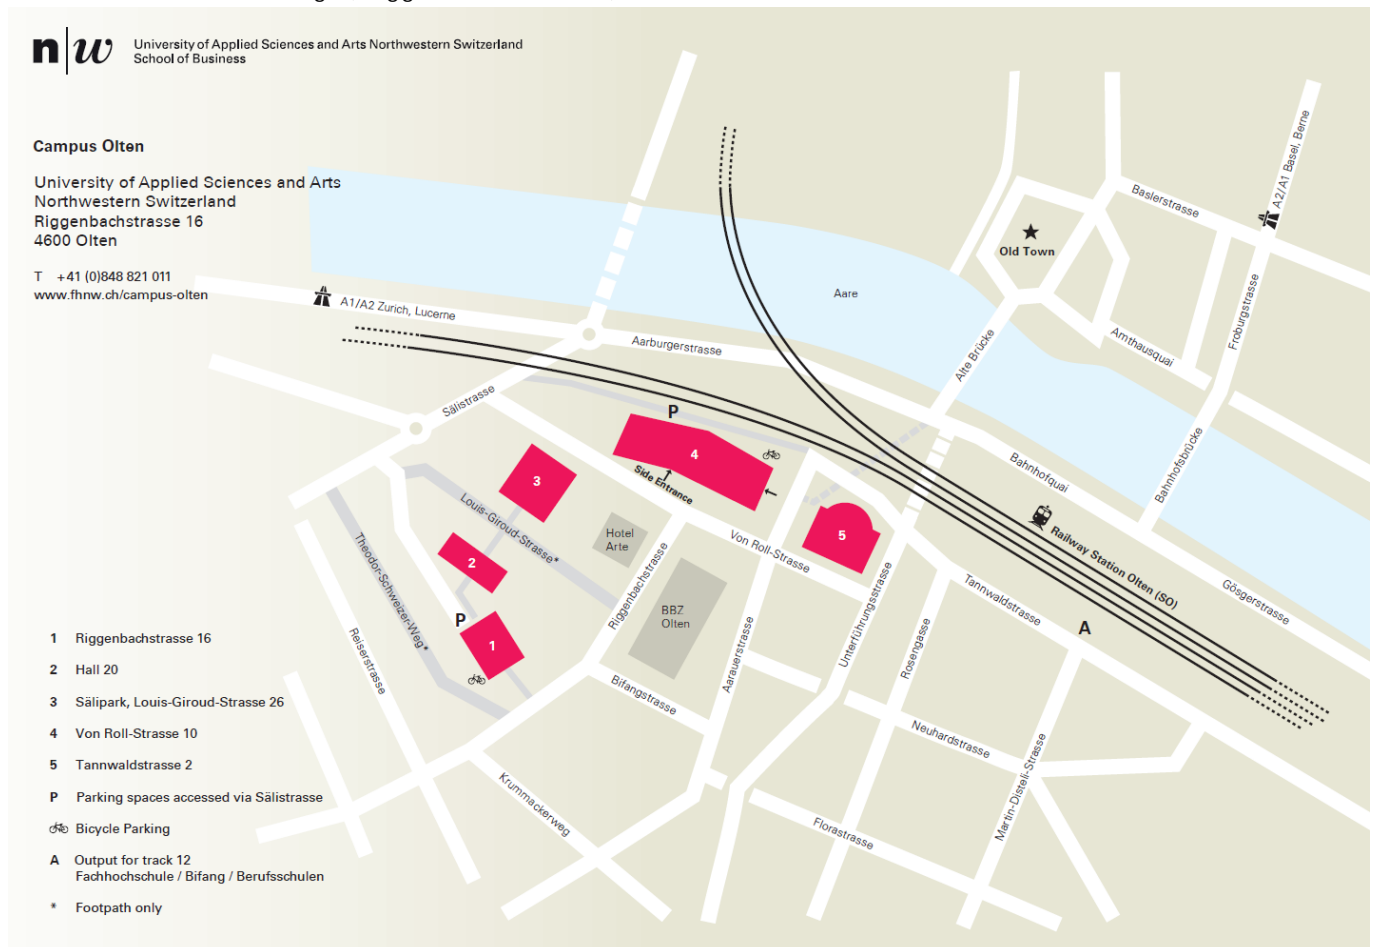 n|w
University of Applied Sciences and Arts Northwestern Switzerland
School of Business
Campus Olten
University of Applied Sciences and Arts
Northwestern Switzerland
Riggenbachstrasse 16
4600 Olten
T +41 (0)848 821 011
www.fhnw.ch/campus-olten
A2/A1 Basel, Berne
Baslerstrasse
Old Town
Aare
A1/A2 Zurich, Lucerne
Aarburgerstrasse
Froburgstrasse
Amthausquai
Alte Brücke
Sälistrasse
P
4
Side Entrance
3
Bahnhofquai
Bahnhofsbrücke
Louis-Giroud-Strasse*
Hotel
Arte
Von Roll-Strasse
5
Railway Station Olten (SO)
Theodor-Schweizer-Weg*
2
Riggenbachstrasse
Tannwaldstrasse
Gösgerstrasse
Unterführungsstrasse
BBZ
Olten
P
1
A
Reiserstrasse
Rosengasse
Aarauerstrasse
Bifangstrasse
Neuhardstrasse
Martin-Disteli-Strasse
Krummackerweg
Florastrasse
1 Riggenbachstrasse 16
2 Hall 20
3 Sälipark, Louis-Giroud-Strasse 26
4 Von Roll-Strasse 10
5 Tannwaldstrasse 2
P Parking spaces accessed via Sälistrasse
Bicycle Parking
A Output for track 12
Fachhochschule / Bifang / Berufsschulen
* Footpath only